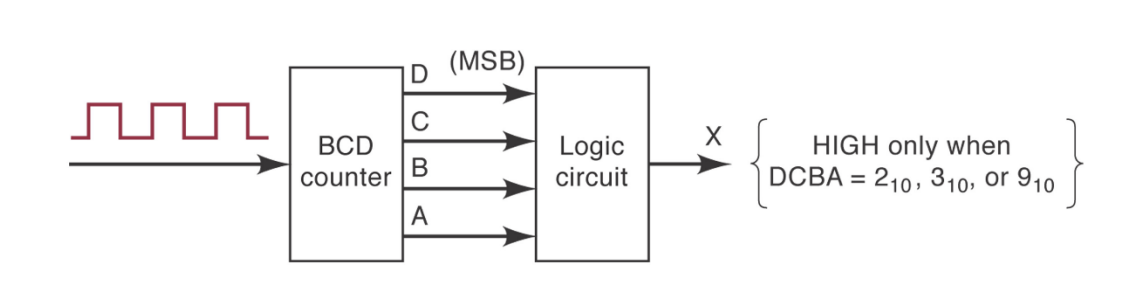 D (MSB)
C
B
A
BCD
counter
Logic
circuit
X
HIGH only when
DCBA = 2₁₀, 3₁₀, or 9₁₀